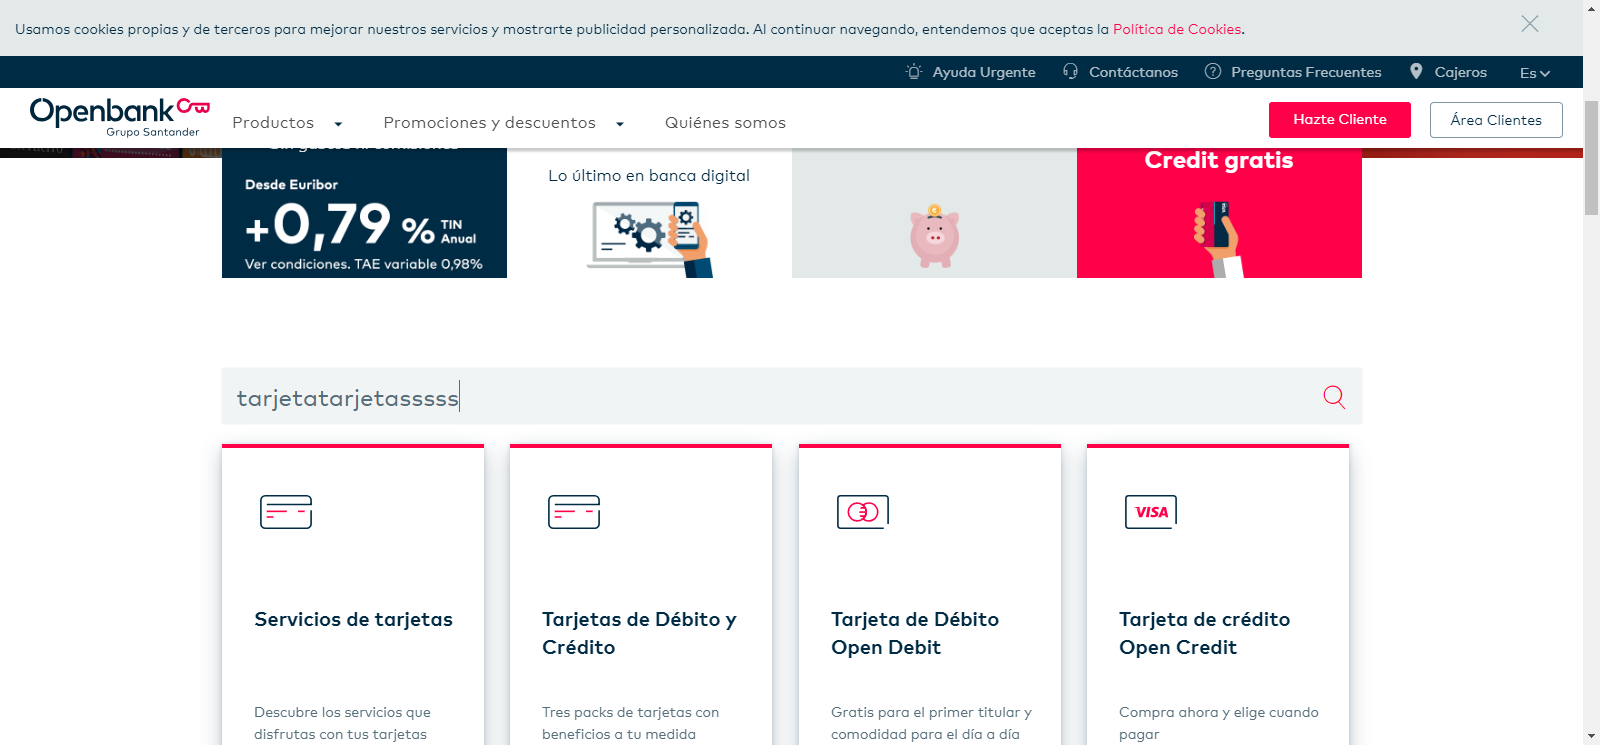 Usamos cookies propias y de terceros para mejorar nuestros servicios y mostrarte publicidad personalizada. Al continuar navegando, entendemos que aceptas la Política de Cookies.
Ayuda Urgente Contáctanos Preguntas Frecuentes Cajeros Es
Openbank
Grupo Santander
Productos Promociones y descuentos Quiénes somos Hazte Cliente Área Clientes
Credit gratis
Lo último en banca digital
Desde Euribor
+0,79 % TIN Anual
Ver condiciones. TAE variable 0,98%
tarjetatarjetasssss
VISA
Servicios de tarjetas
Descubre los servicios que
disfrutas con tus tarjetas
Tarjetas de Débito y
Crédito
Tres packs de tarjetas con
beneficios a tu medida
Tarjeta de Débito
Open Debit
Gratis para el primer titular y
comodidad para el día a día
Tarjeta de crédito
Open Credit
Compra ahora y elige cuando
pagar